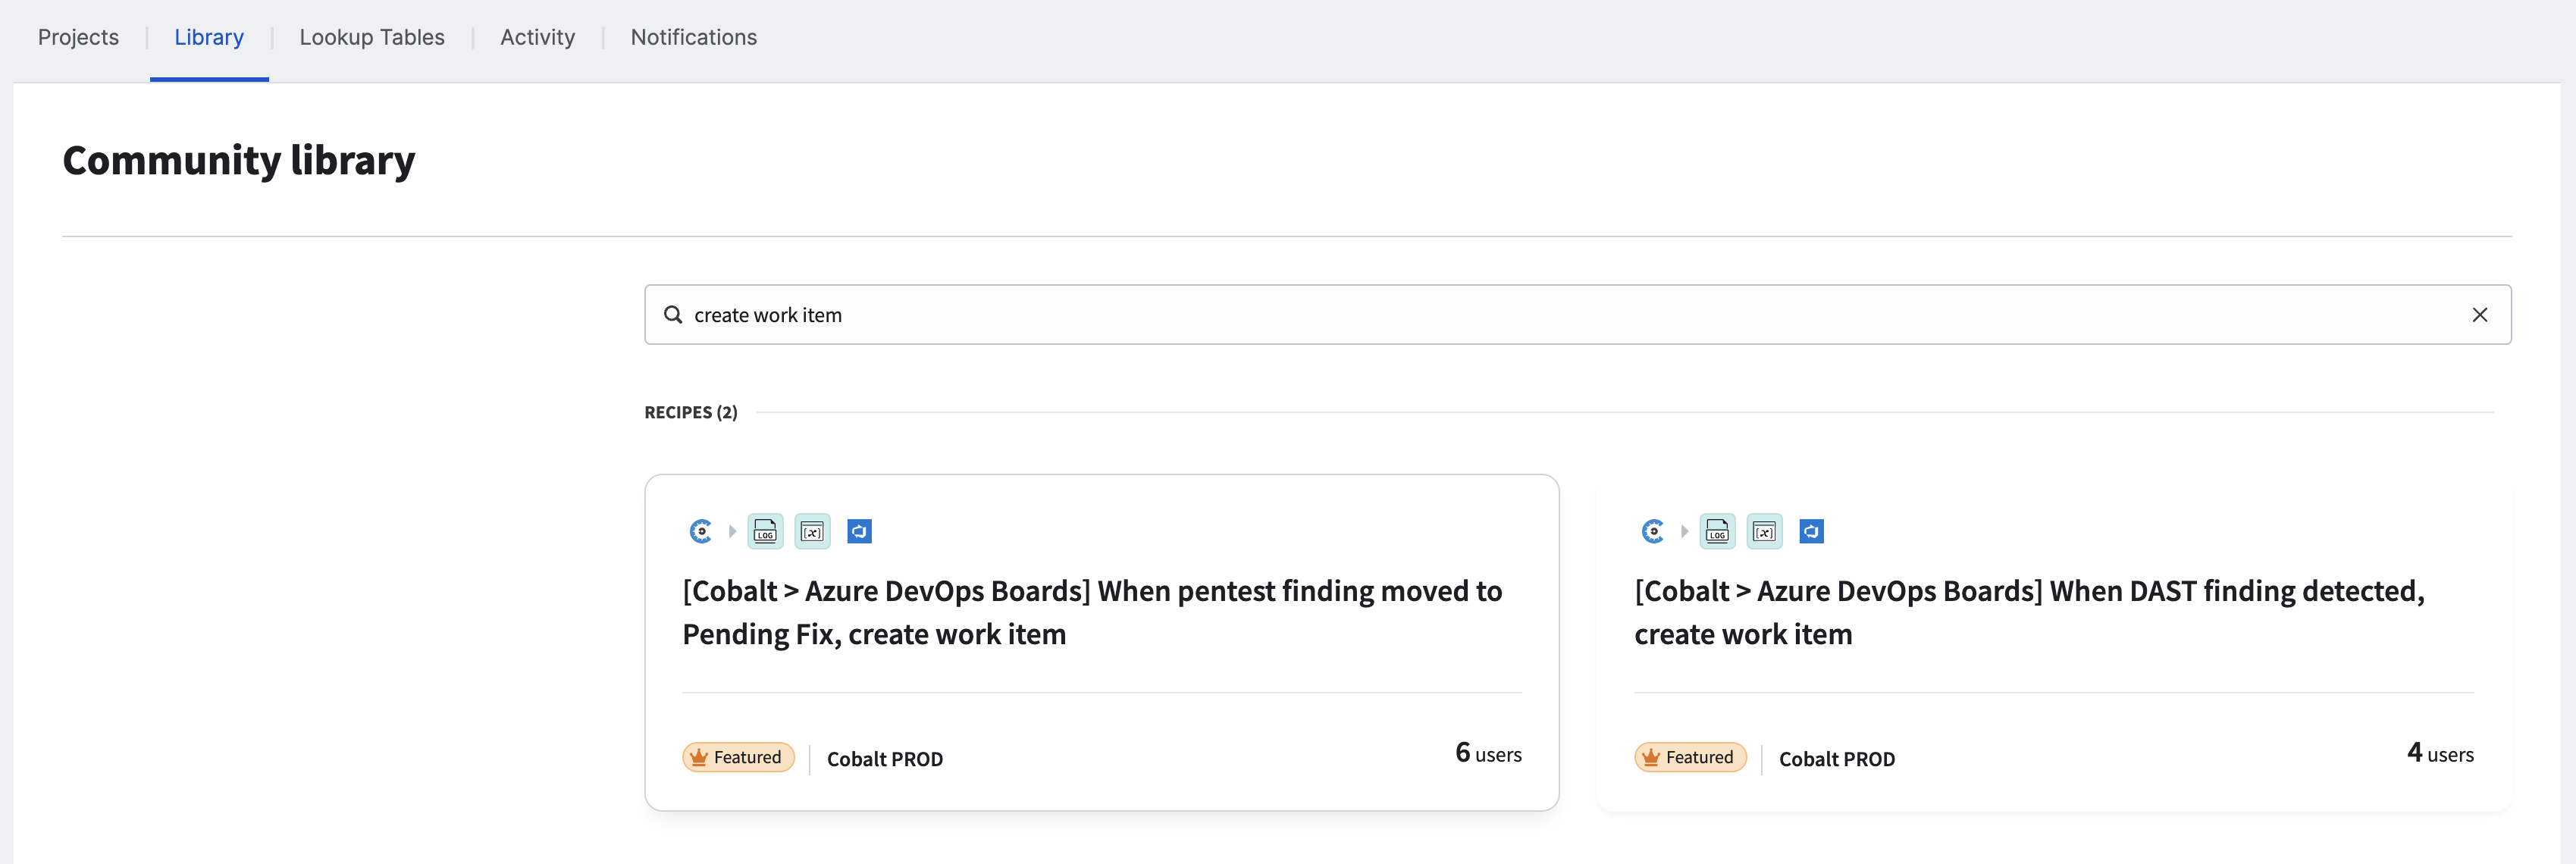 Projects
Library
Lookup Tables
Activity
Notifications
Community library
create work item
RECIPES (2)
LOG
[x]
[Cobalt > Azure DevOps Boards] When pentest finding moved to
Pending Fix, create work item
Featured
Cobalt PROD
6 users
LOG
[x]
[Cobalt > Azure DevOps Boards] When DAST finding detected,
create work item
Featured
Cobalt PROD
4 users